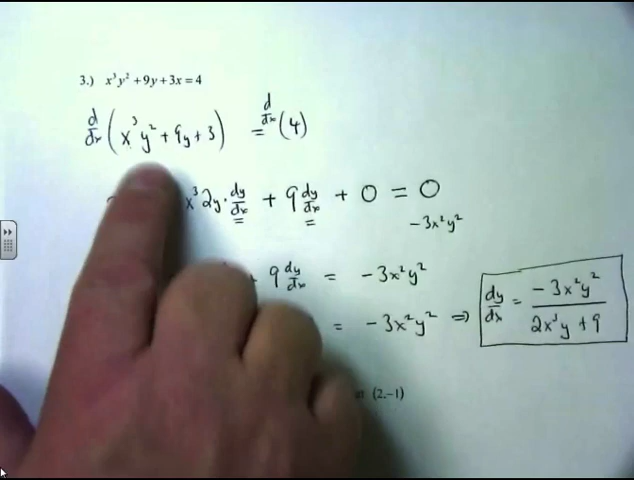 3.) x³y² + 9y + 3x = 4
d/dx (x³y² + 9y + 3) = d/dx (4)
x³2y · dy/dx + 9 dy/dx + 0 = 0
-3x²y²
9 dy/dx = -3x²y²
= -3x²y² ⇒ dy/dx = -3x²y² / 2x³y + 9
(2,-1)